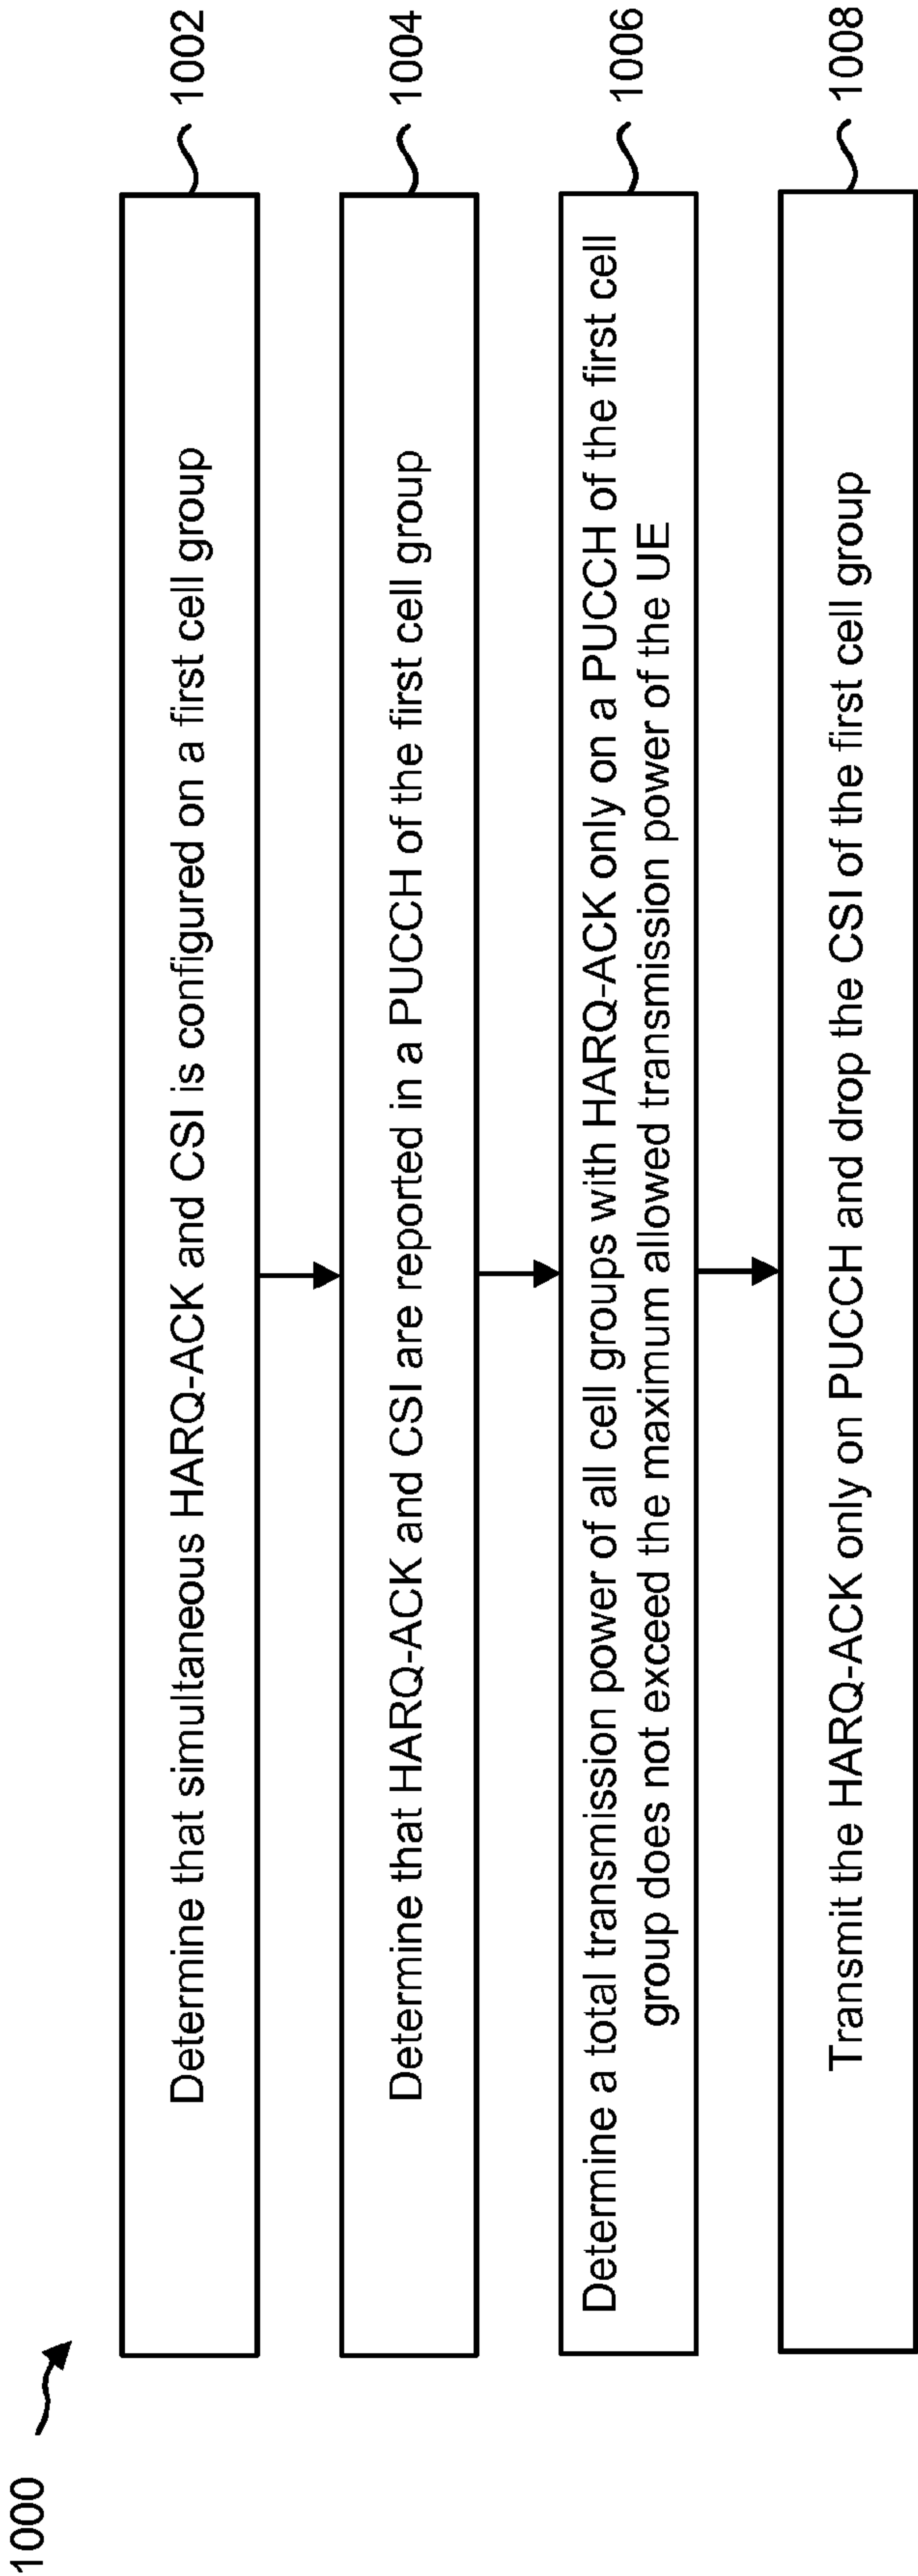 1000
Determine that simultaneous HARQ-ACK and CSI is configured on a first cell group
1002
Determine that HARQ-ACK and CSI are reported in a PUCCH of the first cell group
1004
Determine a total transmission power of all cell groups with HARQ-ACK only on a PUCCH of the first cell
group does not exceed the maximum allowed transmission power of the UE
1006
Transmit the HARQ-ACK only on PUCCH and drop the CSI of the first cell group
1008